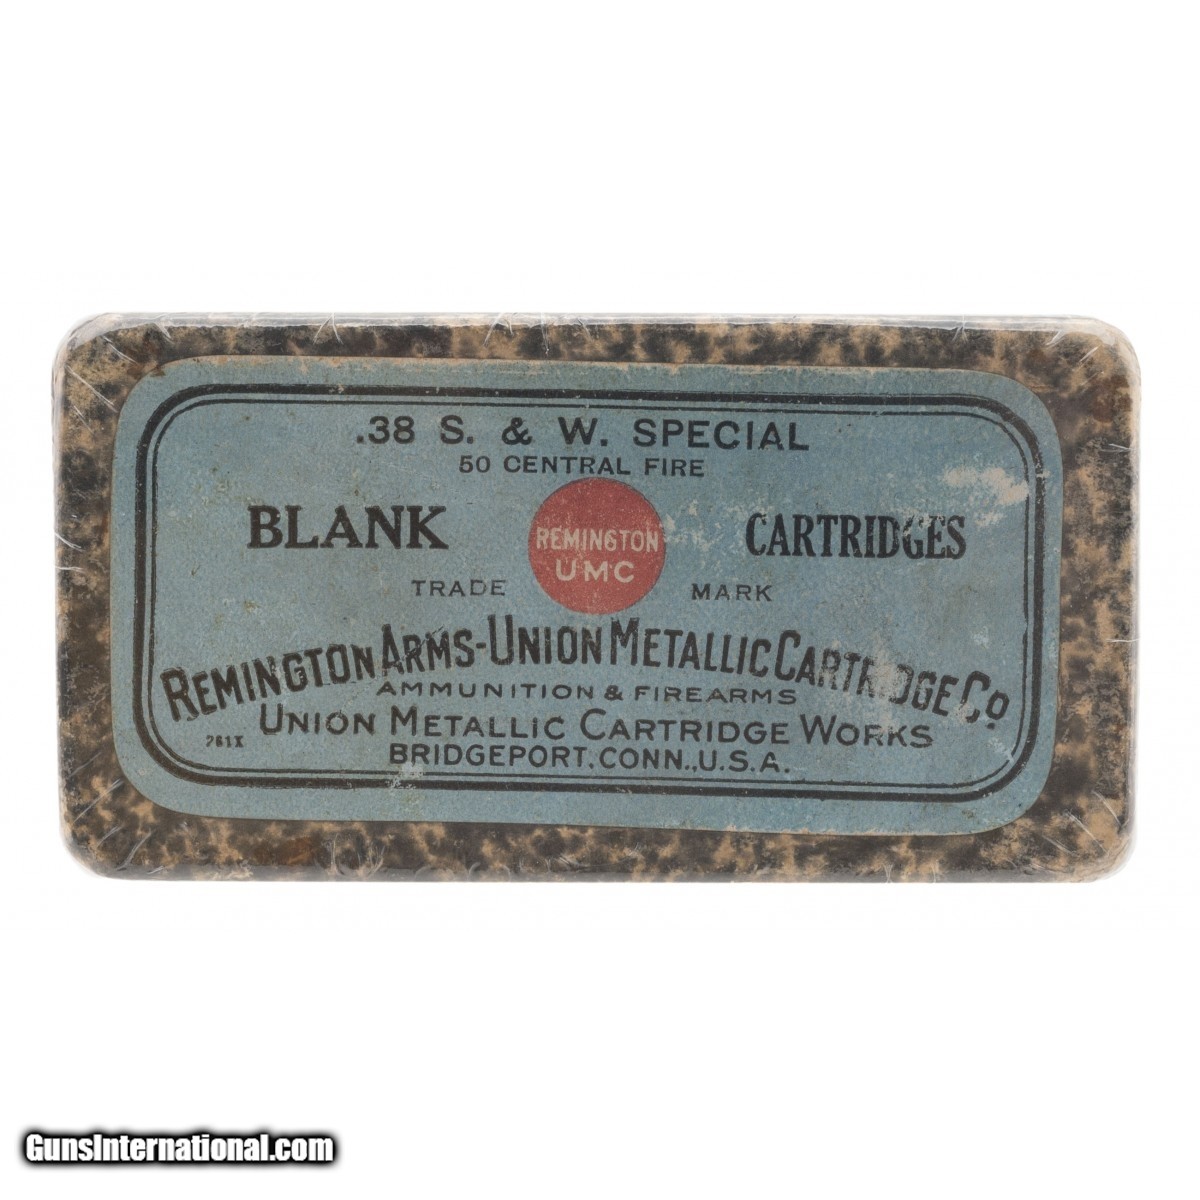 .38 S. & W. SPECIAL
50 CENTRAL FIRE
BLANK CARTRIDGES
REMINGTON
UMC
TRADE MARK
REMINGTON ARMS-UNION METALLIC CARTRIDGE CO.
AMMUNITION & FIREARMS
UNION METALLIC CARTRIDGE WORKS
261X
BRIDGEPORT, CONN., U.S.A.
GunsInternational.com